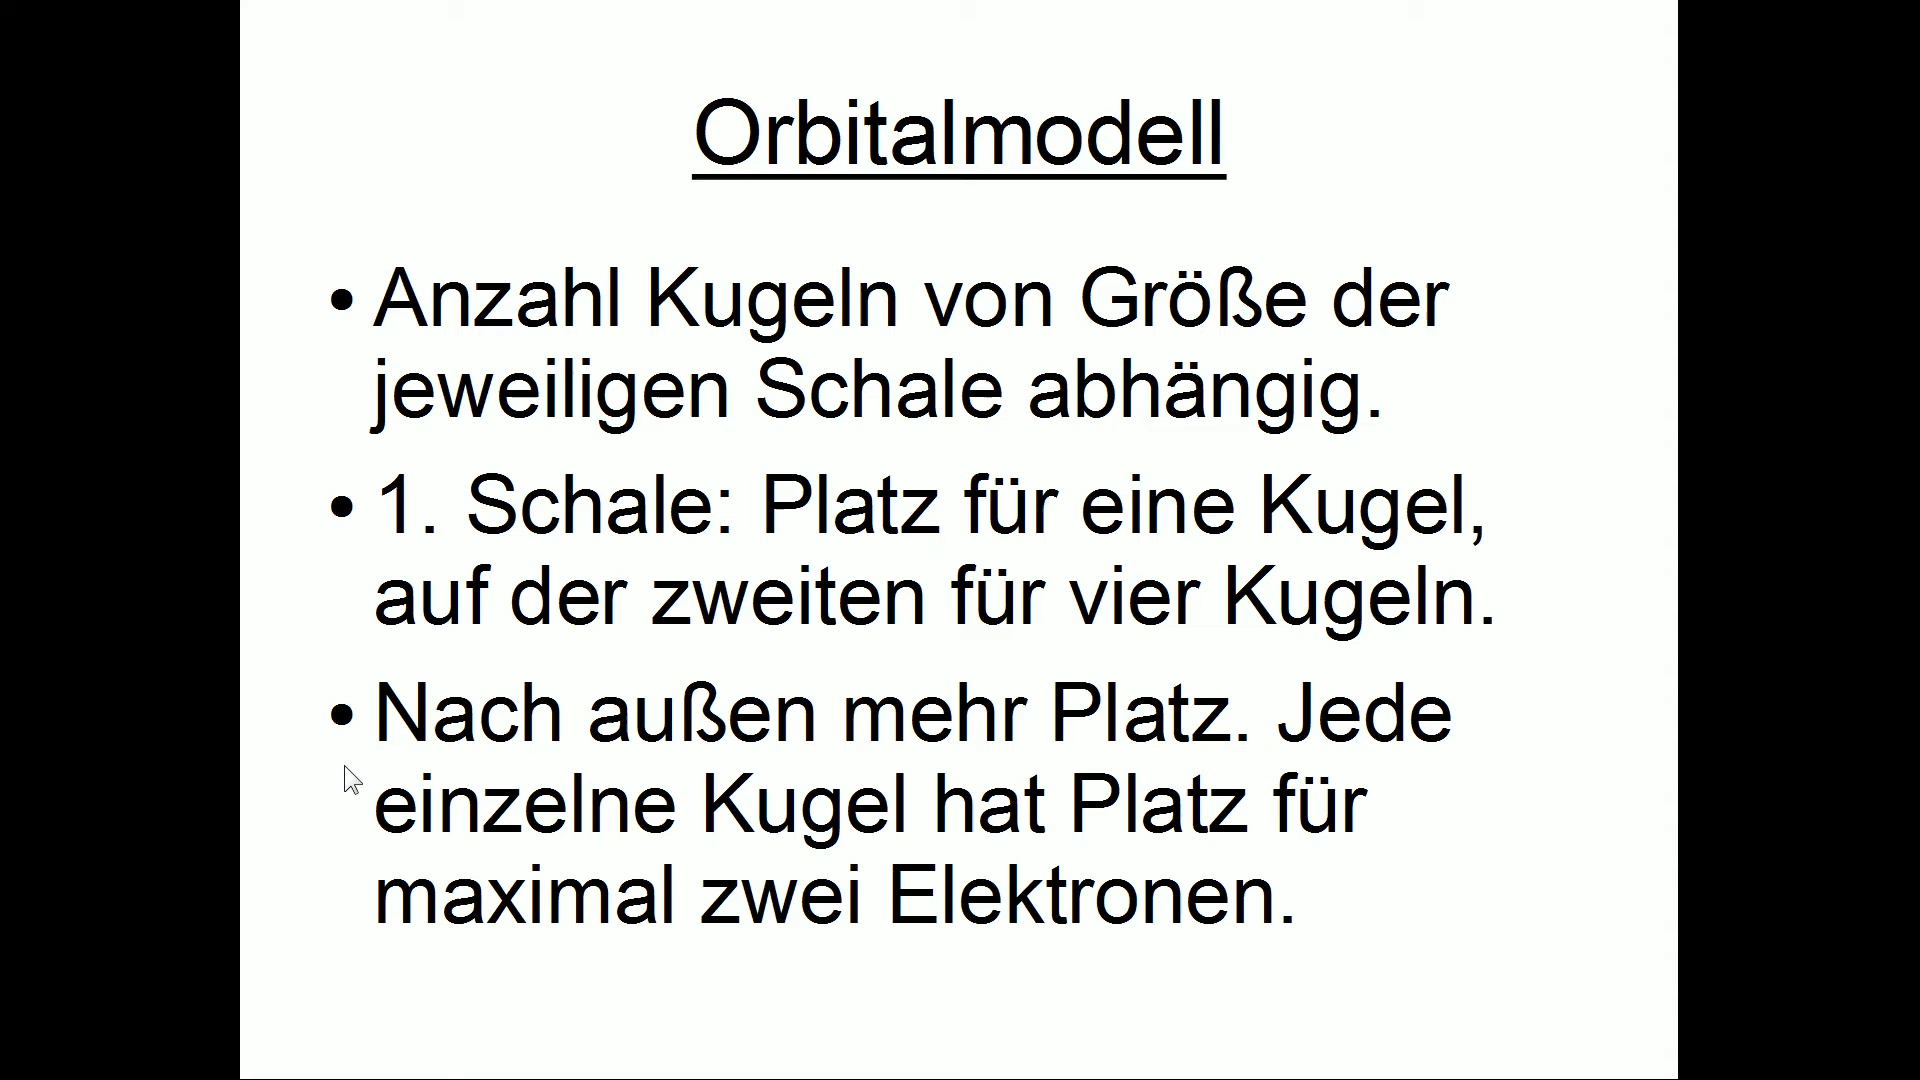 Orbitalmodell
• Anzahl Kugeln von Größe der
jeweiligen Schale abhängig.
• 1. Schale: Platz für eine Kugel,
auf der zweiten für vier Kugeln.
• Nach außen mehr Platz. Jede
einzelne Kugel hat Platz für
maximal zwei Elektronen.